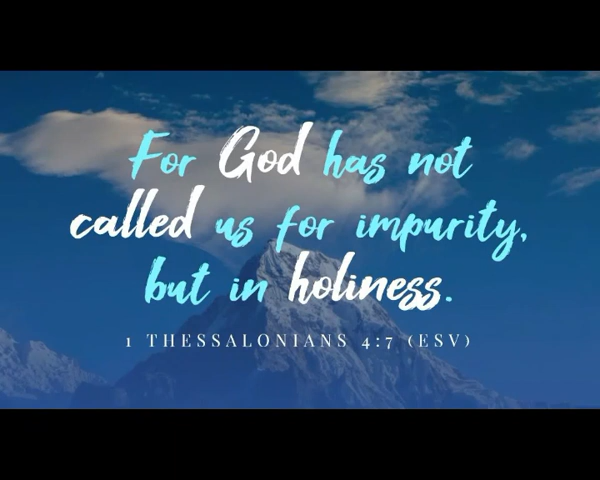 For God has not
called us for impurity,
but in holiness.
1 THESSALONIANS 4:7 (ESV)